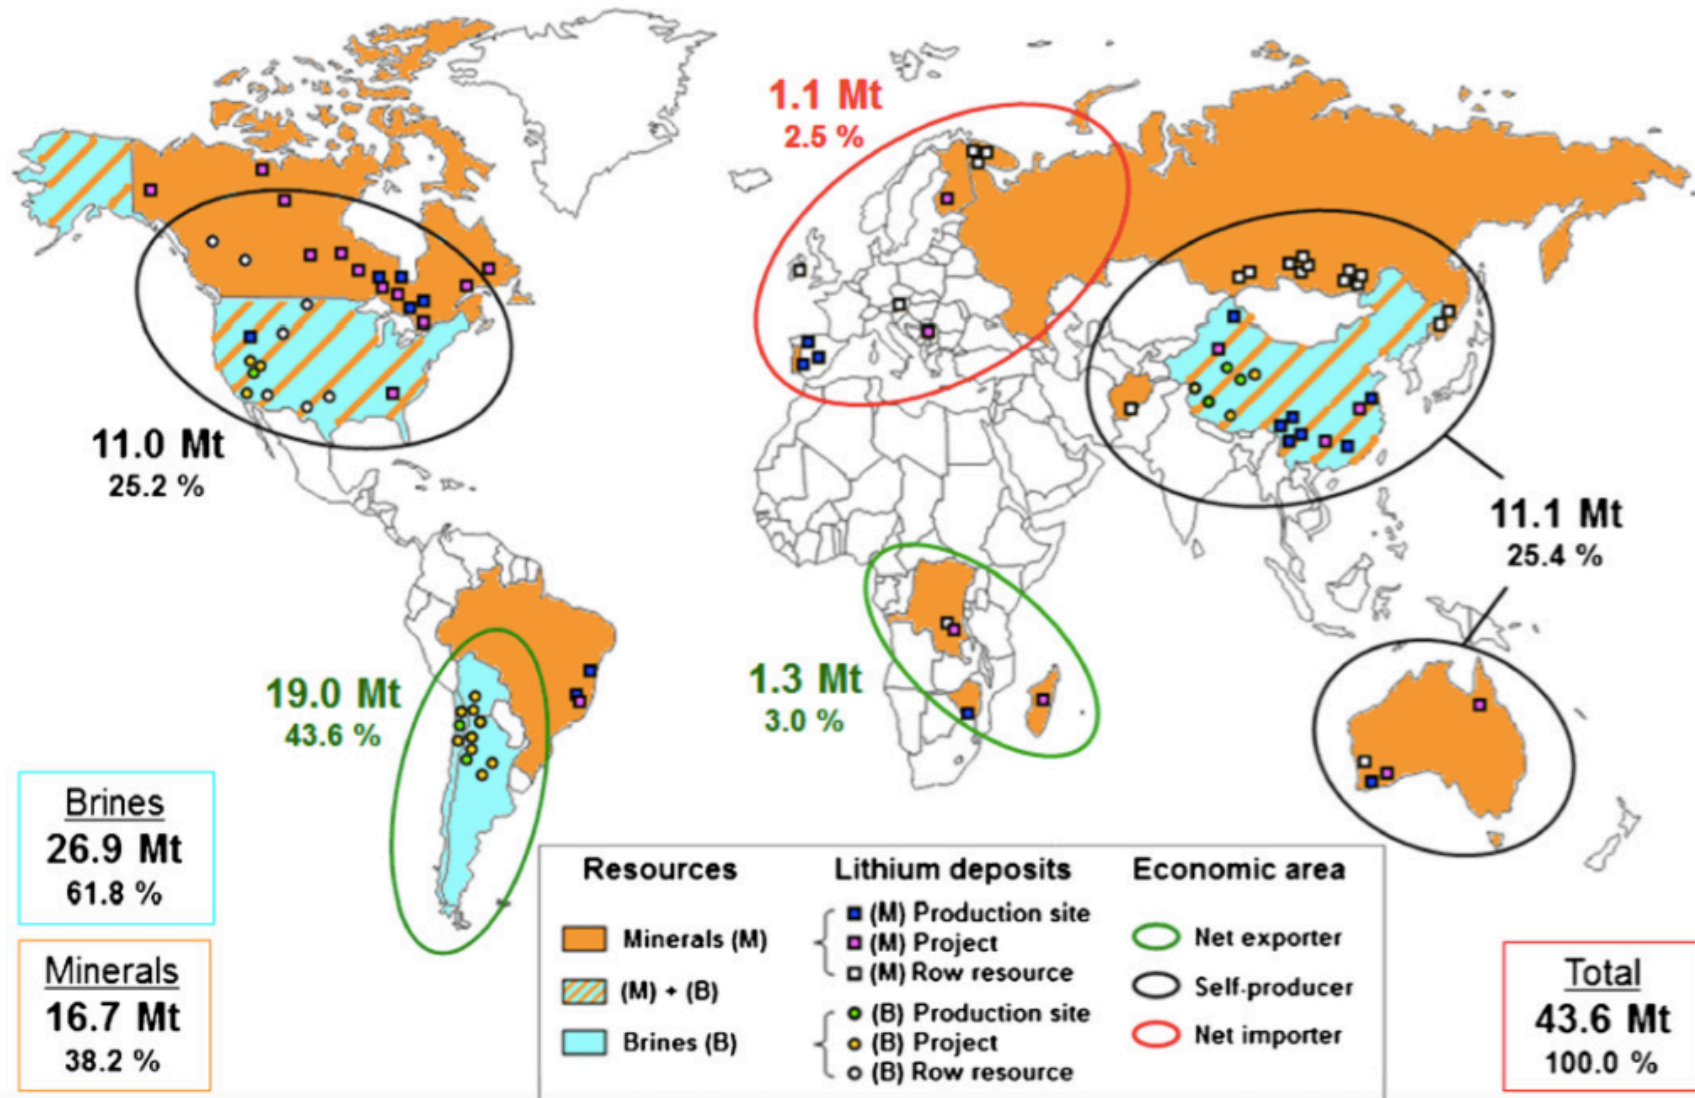 1.1 Mt
2.5 %
11.0 Mt
25.2 %
11.1 Mt
25.4 %
19.0 Mt
43.6 %
1.3 Mt
3.0 %
Brines
26.9 Mt
61.8 %
Minerals
16.7 Mt
38.2 %
Resources
Minerals (M)
(M) + (B)
Brines (B)
Lithium deposits
(M) Production site
(M) Project
(M) Row resource
(B) Production site
(B) Project
(B) Row resource
Economic area
Net exporter
Self-producer
Net importer
Total
43.6 Mt
100.0 %